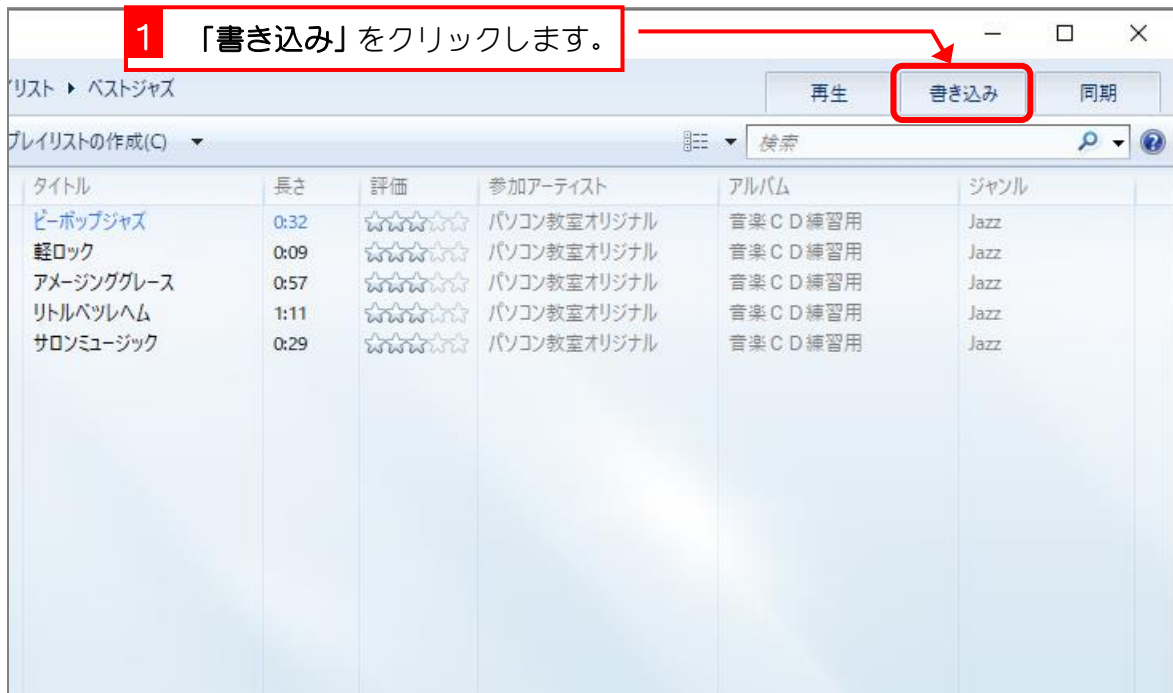 1 「書き込み」をクリックします。
イリスト ▸ ベストジャズ 再生 書き込み 同期
プレイリストの作成(C) 検索
タイトル 長さ 評価 参加アーティスト アルバム ジャンル
ビーボップジャズ 0:32 パソコン教室オリジナル 音楽ＣＤ練習用 Jazz
軽ロック 0:09 パソコン教室オリジナル 音楽ＣＤ練習用 Jazz
アメージンググレース 0:57 パソコン教室オリジナル 音楽ＣＤ練習用 Jazz
リトルベツレヘム 1:11 パソコン教室オリジナル 音楽ＣＤ練習用 Jazz
サロンミュージック 0:29 パソコン教室オリジナル 音楽ＣＤ練習用 Jazz